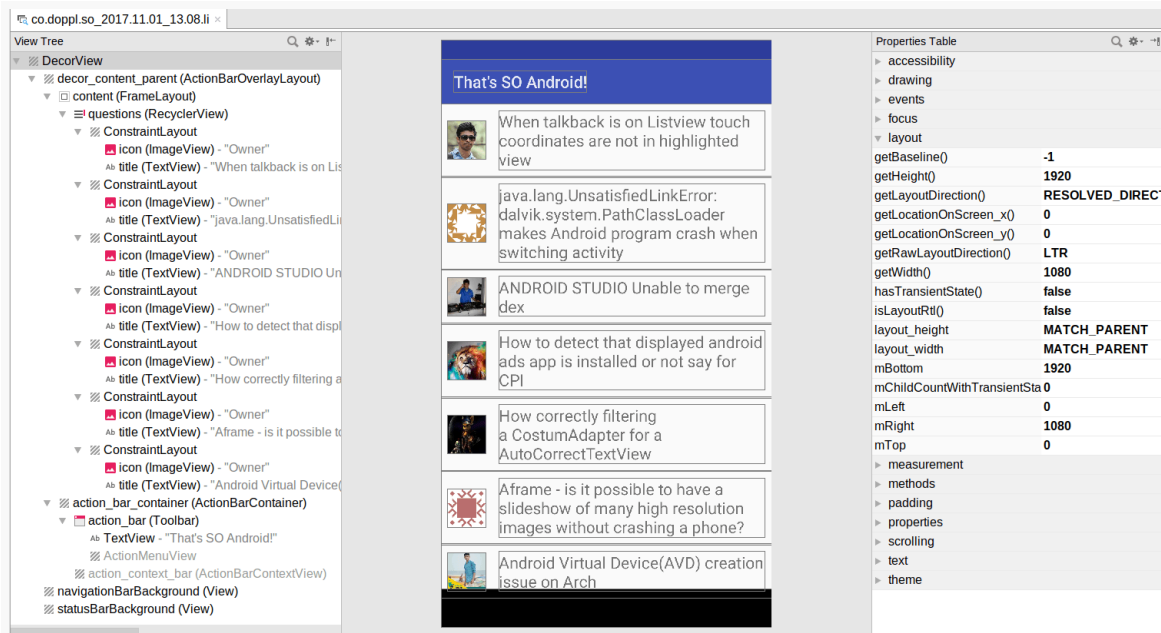 co.doppl.so_2017.11.01_13.08.li
View Tree
DecorView
decor_content_parent (ActionBarOverlayLayout)
content (FrameLayout)
questions (RecyclerView)
ConstraintLayout
icon (ImageView) - "Owner"
Ab title (TextView) - "When talkback is on Lis
ConstraintLayout
icon (ImageView) - "Owner"
Ab title (TextView) - "java.lang.UnsatisfiedLi
ConstraintLayout
icon (ImageView) - "Owner"
Ab title (TextView) - "ANDROID STUDIO Un
ConstraintLayout
icon (ImageView) - "Owner"
Ab title (TextView) - "How to detect that displ
ConstraintLayout
icon (ImageView) - "Owner"
Ab title (TextView) - "How correctly filtering a
ConstraintLayout
icon (ImageView) - "Owner"
Ab title (TextView) - "Aframe - is it possible to
ConstraintLayout
icon (ImageView) - "Owner"
Ab title (TextView) - "Android Virtual Device(
action_bar_container (ActionBarContainer)
action_bar (Toolbar)
Ab TextView - "That's SO Android!"
ActionMenuView
action_context_bar (ActionBarContextView)
navigationBarBackground (View)
statusBarBackground (View)
That's SO Android!
When talkback is on Listview touch
coordinates are not in highlighted
view
java.lang.UnsatisfiedLinkError:
dalvik.system.PathClassLoader
makes Android program crash when
switching activity
ANDROID STUDIO Unable to merge
dex
How to detect that displayed android
ads app is installed or not say for
CPI
How correctly filtering
a CostumAdapter for a
AutoCorrectTextView
Aframe - is it possible to have a
slideshow of many high resolution
images without crashing a phone?
Android Virtual Device(AVD) creation
issue on Arch
Properties Table
accessibility
drawing
events
focus
layout
getBaseline() -1
getHeight() 1920
getLayoutDirection() RESOLVED_DIRECT
getLocationOnScreen_x() 0
getLocationOnScreen_y() 0
getRawLayoutDirection() LTR
getWidth() 1080
hasTransientState() false
isLayoutRtl() false
layout_height MATCH_PARENT
layout_width MATCH_PARENT
mBottom 1920
mChildCountWithTransientSta 0
mLeft 0
mRight 1080
mTop 0
measurement
methods
padding
properties
scrolling
text
theme